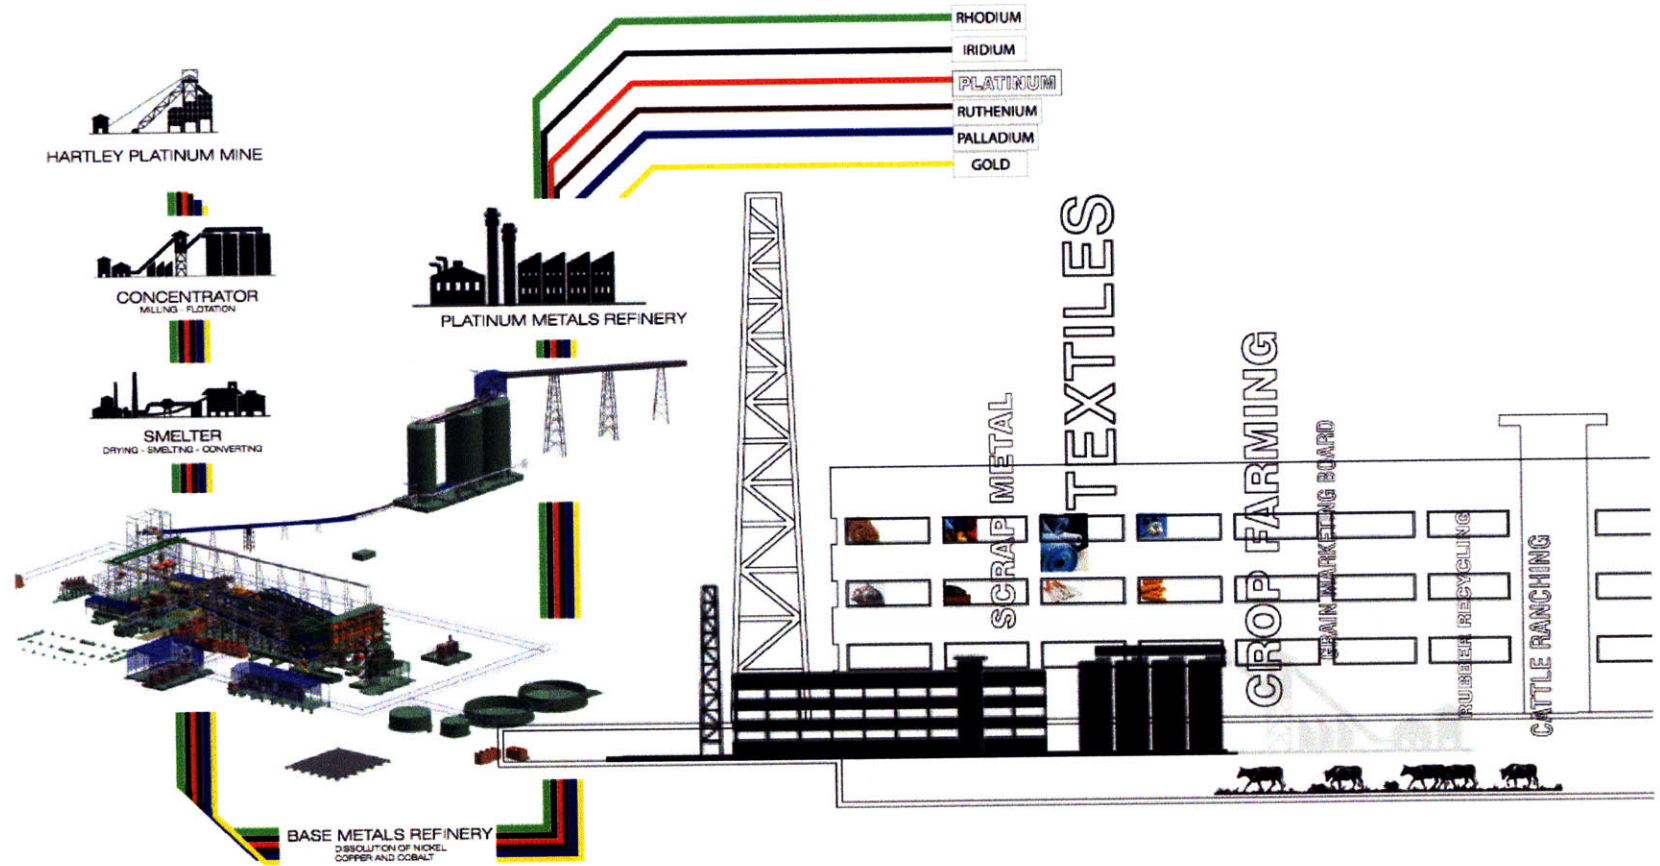 RHODIUM
IRIDIUM
PLATINUM
RUTHENIUM
PALLADIUM
GOLD
HARTLEY PLATINUM MINE
CONCENTRATOR
MILLING - FLOTATION
PLATINUM METALS REFINERY
SMELTER
DRYING - SMELTING - CONVERTING
BASE METALS REFINERY
DISSOLUTION OF NICKEL
COPPER AND COBALT
SCRAP METAL
TEXTILES
CROP FARMING
GRAIN MARKETING BOARD
RUBBER RECYCLING
CATTLE RANCHING